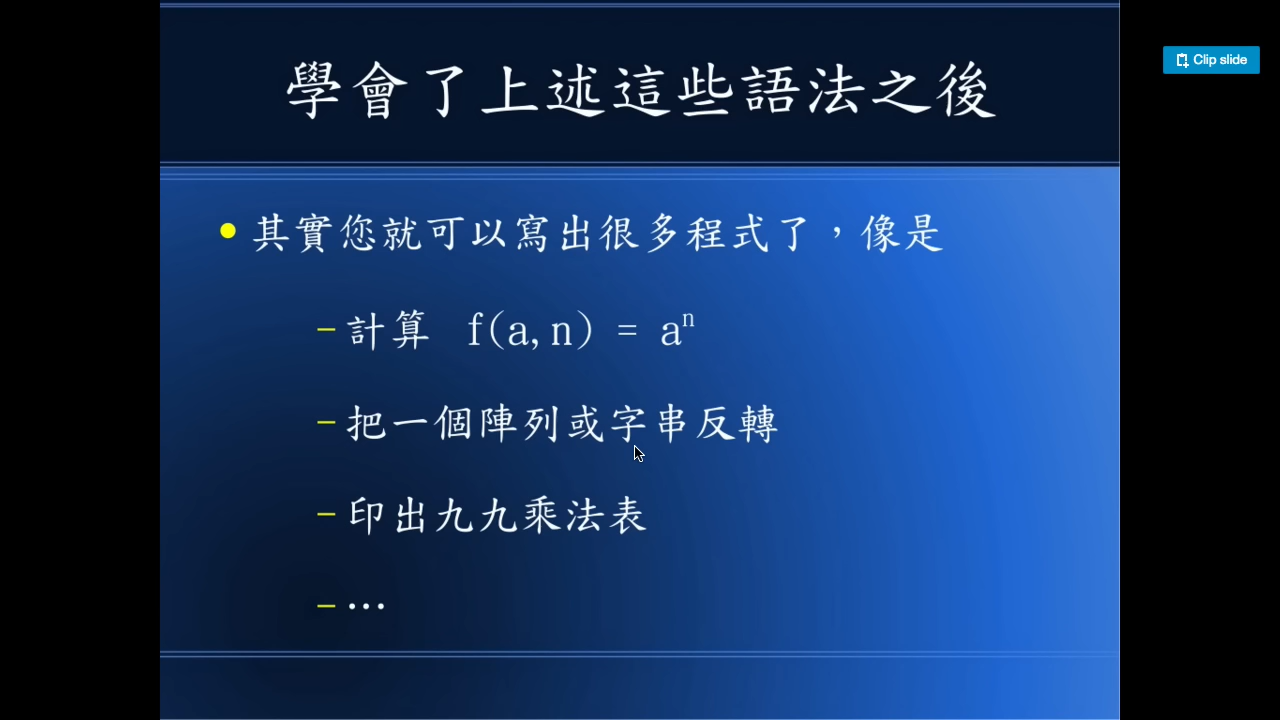 學會了上述這些語法之後
Clip slide
• 其實您就可以寫出很多程式了，像是
– 計算 f(a,n) = aⁿ
– 把一個陣列或字串反轉
– 印出九九乘法表
– …